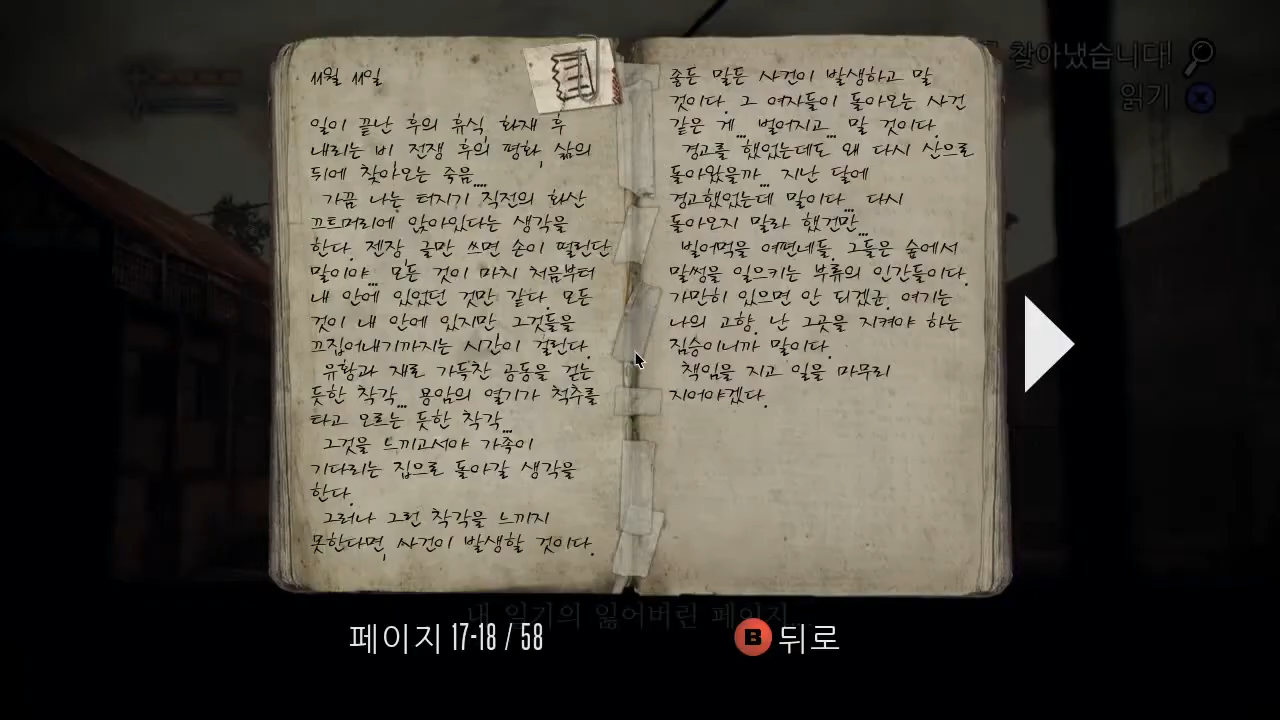 11월 11일
일이 끝난 후의 휴식, 화재 후
내리는 비, 전쟁 후의 평화, 삶의
뒤에 찾아오는 죽음....
가끔 나는 터지기 직전의 화산
끄트머리에 앉아있다는 생각을
한다. 젠장, 글만 쓰면 손이 떨린단
말이야... 모든 것이 마치 처음부터
내 안에 있었던 것만 같다. 모든
것이 내 안에 있지만, 그것들을
끄집어내기까지는 시간이 걸린다.
유황과 재로 가득찬 공동을 걷는
듯한 착각... 용암의 열기가 척추를
타고 오르는 듯한 착각...
그것을 느끼고서야 가족이
기다리는 집으로 돌아갈 생각을
한다.
그러나 그런 착각을 느끼지
못한다면, 사건이 발생할 것이다.
좋든 말든 사건이 발생하고 말
것이다. 그 여자들이 돌아오는 사건
같은 게... 벌어지고... 말 것이다.
경고를 했었는데도 왜 다시 산으로
돌아왔을까... 지난 달에
경고했었는데 말이다... 다시
돌아오지 말라 했건만...
빌어먹을 여편네들. 그들은 숲에서
말썽을 일으키는 부류의 인간들이다.
가만히 있으면 안 되겠군. 여기는
나의 고향. 난 그곳을 지켜야 하는
짐승이니까 말이다.
책임을 지고 일을 마무리
지어야겠다.
찾아냈습니다!
읽기 X
내 일기의 잃어버린 페이지...
페이지 17-18 / 58
B 뒤로